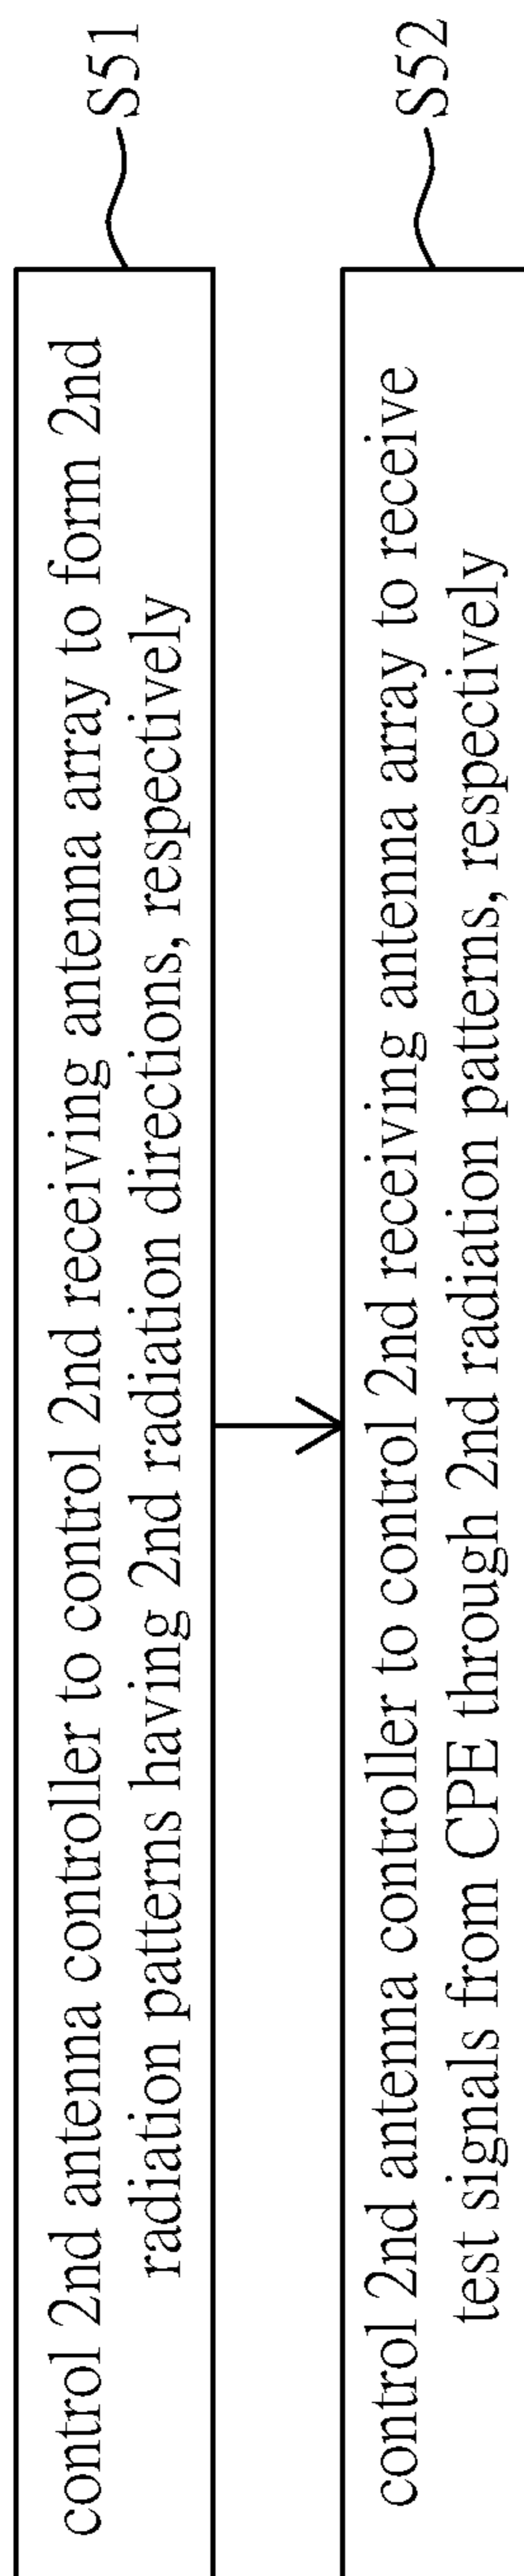 control 2nd antenna controller to control 2nd receiving antenna array to form 2nd
radiation patterns having 2nd radiation directions, respectively
S51
control 2nd antenna controller to control 2nd receiving antenna array to receive
test signals from CPE through 2nd radiation patterns, respectively
S52